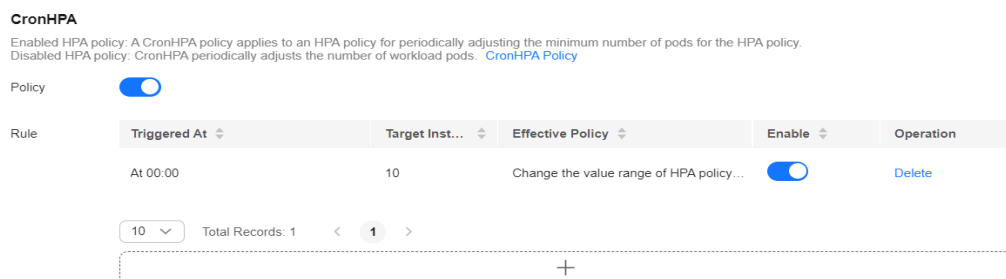 CronHPA
Enabled HPA policy: A CronHPA policy applies to an HPA policy for periodically adjusting the minimum number of pods for the HPA policy.
Disabled HPA policy: CronHPA periodically adjusts the number of workload pods. CronHPA Policy
Policy
Rule Triggered At Target Inst... Effective Policy Enable Operation
At 00:00 10 Change the value range of HPA policy... Delete
10 Total Records: 1 < 1 >
+